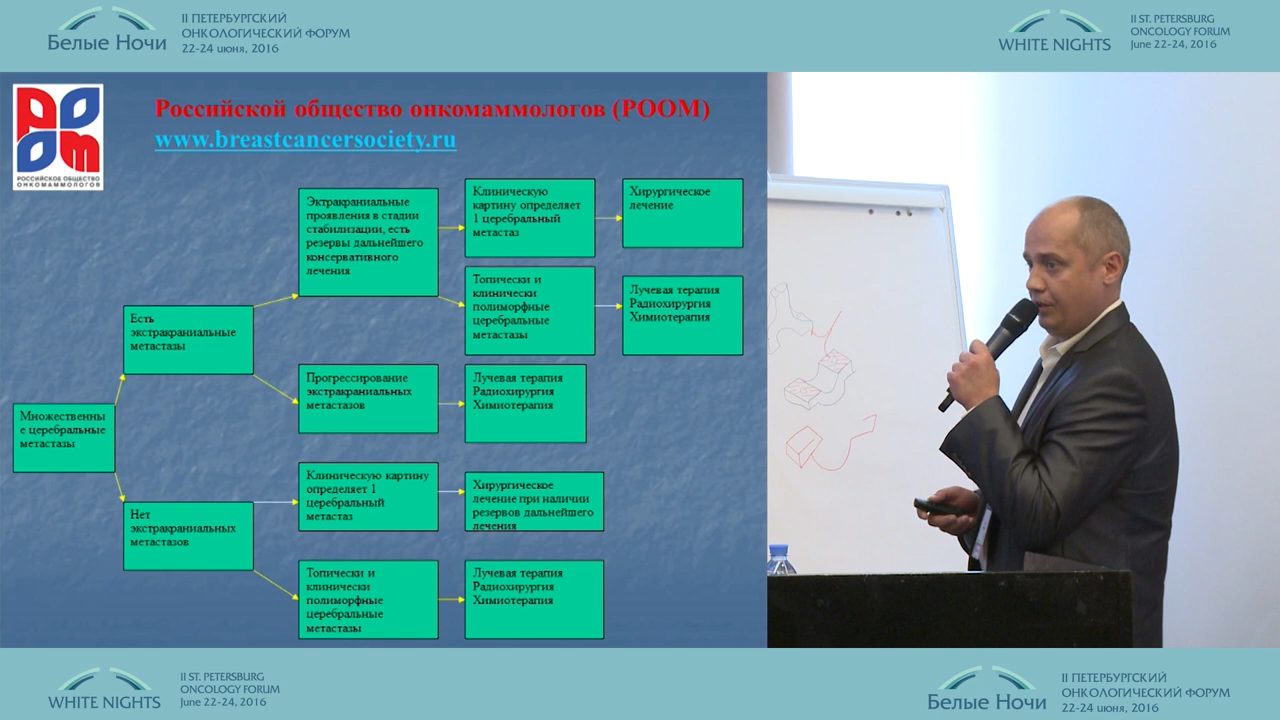 Белые Ночи
II ПЕТЕРБУРГСКИЙ
ОНКОЛОГИЧЕСКИЙ ФОРУМ
22-24 июня, 2016
WHITE NIGHTS
II ST. PETERSBURG
ONCOLOGY FORUM
June 22-24, 2016
РООМ
РОССИЙСКОЕ ОБЩЕСТВО
ОНКОМАММОЛОГОВ
Российской общество онкомаммологов (РООМ)
www.breastcancersociety.ru
Множественны
е церебральные
метастазы
Есть
экстракраниальные
метастазы
Эктракраниальные
проявления в стадии
стабилизации, есть
резервы дальнейшего
консервативного
лечения
Клиническую
картину определяет
1 церебральный
метастаз
Хирургическое
лечение
Топически и
клинически
полиморфные
церебральные
метастазы
Лучевая терапия
Радиохирургия
Химиотерапия
Прогрессирование
экстракраниальных
метастазов
Лучевая терапия
Радиохирургия
Химиотерапия
Нет
экстракраниальных
метастазов
Клиническую картину
определяет 1
церебральный
метастаз
Хирургическое
лечение при наличии
резервов дальнейшего
лечения
Топически и
клинически
полиморфные
церебральные
метастазы
Лучевая терапия
Радиохирургия
Химиотерапия
WHITE NIGHTS
II ST. PETERSBURG
ONCOLOGY FORUM
June 22-24, 2016
Белые Ночи
II ПЕТЕРБУРГСКИЙ
ОНКОЛОГИЧЕСКИЙ ФОРУМ
22-24 июня, 2016